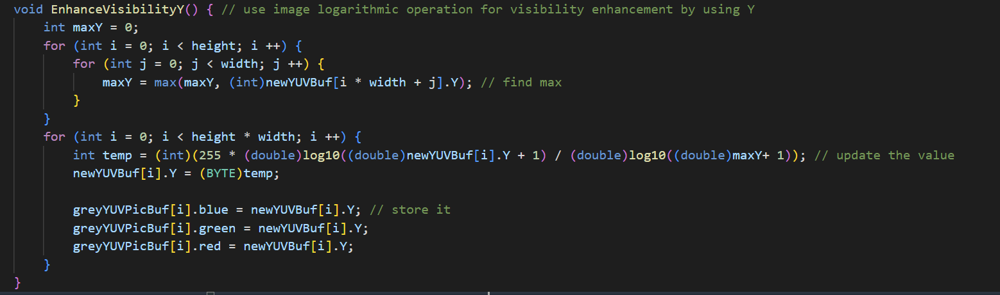 void EnhanceVisibilityY() { // use image logarithmic operation for visibility enhancement by using Y
    int maxY = 0;
    for (int i = 0; i < height; i ++) {
        for (int j = 0; j < width; j ++) {
            maxY = max(maxY, (int)newYUVBuf[i * width + j].Y); // find max
        }
    }
    for (int i = 0; i < height * width; i ++) {
        int temp = (int)(255 * (double)log10((double)newYUVBuf[i].Y + 1) / (double)log10((double)maxY+ 1)); // update the value
        newYUVBuf[i].Y = (BYTE)temp;

        greyYUVPicBuf[i].blue = newYUVBuf[i].Y; // store it
        greyYUVPicBuf[i].green = newYUVBuf[i].Y;
        greyYUVPicBuf[i].red = newYUVBuf[i].Y;
    }
}